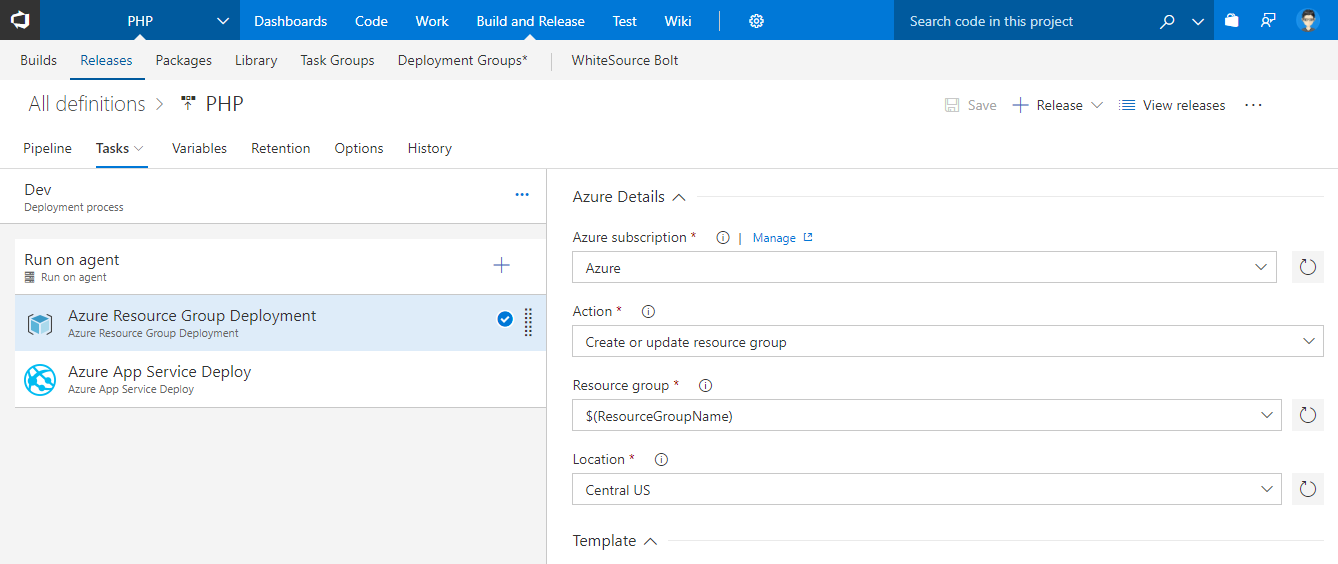 PHP Dashboards Code Work Build and Release Test Wiki Search code in this project
Builds Releases Packages Library Task Groups Deployment Groups* WhiteSource Bolt
All definitions PHP Save Release View releases ...
Pipeline Tasks Variables Retention Options History
Dev
Deployment process
Run on agent
Run on agent
Azure Resource Group Deployment
Azure Resource Group Deployment
Azure App Service Deploy
Azure App Service Deploy
Azure Details
Azure subscription * | Manage
Azure
Action *
Create or update resource group
Resource group *
$(ResourceGroupName)
Location *
Central US
Template